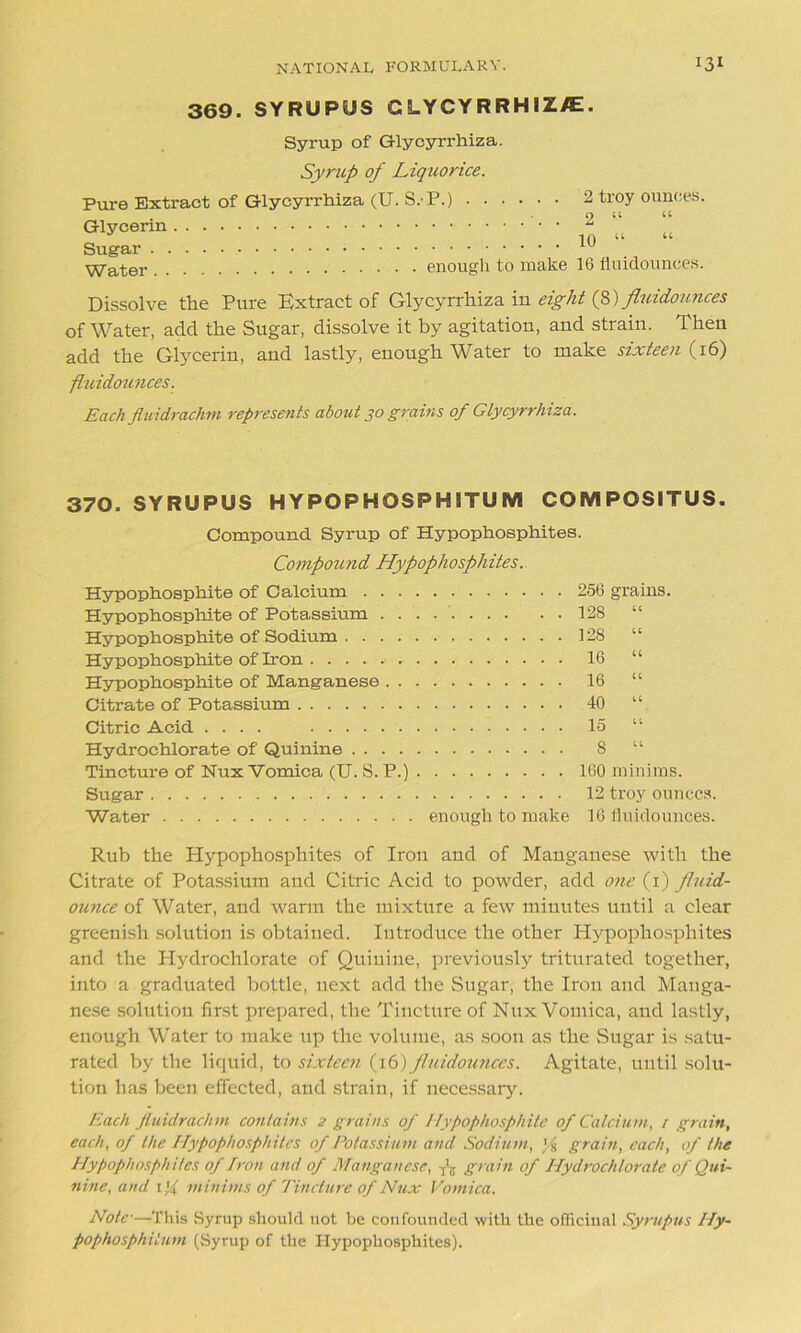 NATIONAL FORMULARY.
131
369. SYRUPUS GLYCYRRHIZÆ.
Syrup of Glycyrrhiza.
Syrup of Liquorice.
Pure Extract of Glycyrrhiza (U. S. P.) . . . . . . 2 troy ounces.
Glycerin . . . . . . . . . . . . . . . . . . 2 “ “
Sugar . . . . . . . . . . . . . . . . . . . 10 “ “
Water . . . . . . . . . . . . . . . enough to make 16 fluidounces.
Dissolve the Pure Extract of Glycyrrhiza in eight (8) fluidounces
of Water, add the Sugar, dissolve it by agitation, and strain. Then
add the Glycerin, and lastly, enough Water to make sixteen (16)
fluidounces.
Each fluidrachm represents about 30 grains of Glycyrrhiza.
370. SYRUPUS HYPOPHOSPHITUM COMPOSITUS.
Compound Syrup of Hypophosphites.
Compound Hypophosphites.
Hypophosphite of Calcium . . . . . . . . . . . . 256 grains.
Hypophosphite of Potassium . . . . . . . . . . 128 “
Hypophosphite of Sodium . . . . . . . . . . . . . 128 “
Hypophosphite of Iron . . . . . . . . . . . . . . . 16 “
Hypophosphite of Manganese . . . . . . . . . . . 16 “
Citrate of Potassium . . . . . . . . . . . . . . . . 40 “
Citric Acid . . . . . . . . . . . . . . . . . . . 15 “
Hydrochlorate of Quinine . . . . . . . . . . . . . 8 “
Tincture of Nux Vomica (U. S. P.) . . . . . . . . . 160 minims.
Sugar . . . . . . . . . . . . . . . . . . . . . . . . 12 troy ounces.
Water . . . . . . . . . . . . . . . enough to make 16 fluidounces.
Rub the Hypophosphites of Iron and of Manganese with the
Citrate of Potassium and Citric Acid to powder, add one (1) fluid-
ounce of Water, and warm the mixture a few minutes until a clear
greenish solution is obtained. Introduce the other Hypophosphites
and the Hydrochlorate of Quinine, previously triturated together,
into a graduated bottle, next add the Sugar, the Iron and Manga-
nese solution first prepared, the Tincture of Nux Vomica, and lastly,
enough Water to make up the volume, as soon as the Sugar is satu-
rated by the liquid, to sixteen (16) fluidounces. Agitate, until solu-
tion has been effected, and strain, if necessary.
Each fluidrachm contains 2 grains of Hypophosphite of Calcium, 1 grain,
each, of the Hypophosphites of Potassium and Sodium, ⅛ grain, each, of the
Hypophosphites of Iron and of Manganese, 1/16 grain of Hydrochlorate of Qui-
nine, and 1¼ minims of Tincture of Nux Vomica.
Note—This Syrup should not be confounded with the officinal Syrupus Hy-
pophosphitum (Syrup of the Hypophosphites).